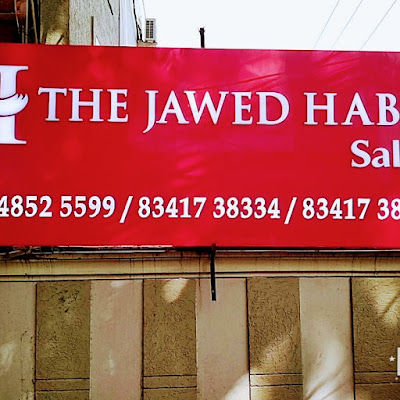 H THE JAWED HAB
Sal
4852 5599 / 83417 38334 / 83417 38